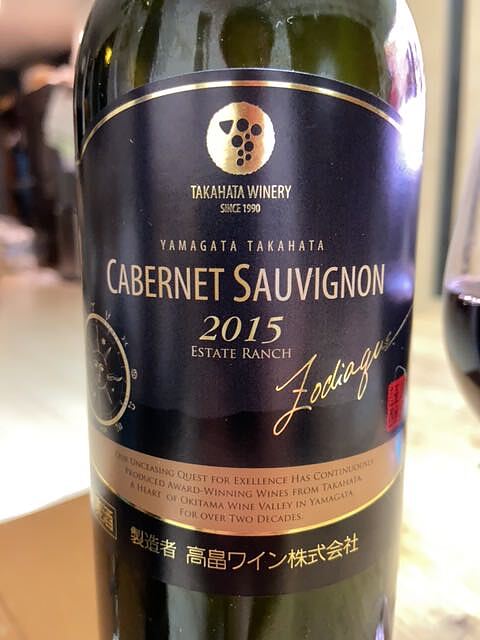 TAKAHATA WINERY
SINCE 1990
YAMAGATA TAKAHATA
CABERNET SAUVIGNON
2015
ESTATE RANCH
Zodiaque
OUR UNCEASING QUEST FOR EXCELLENCE HAS CONTINUOUSLY
PRODUCED AWARD-WINNING WINES FROM TAKAHATA,
A HEART OF OKITAMA WINE VALLEY IN YAMAGATA
FOR OVER TWO DECADES.
製造者 高畠ワイン株式会社